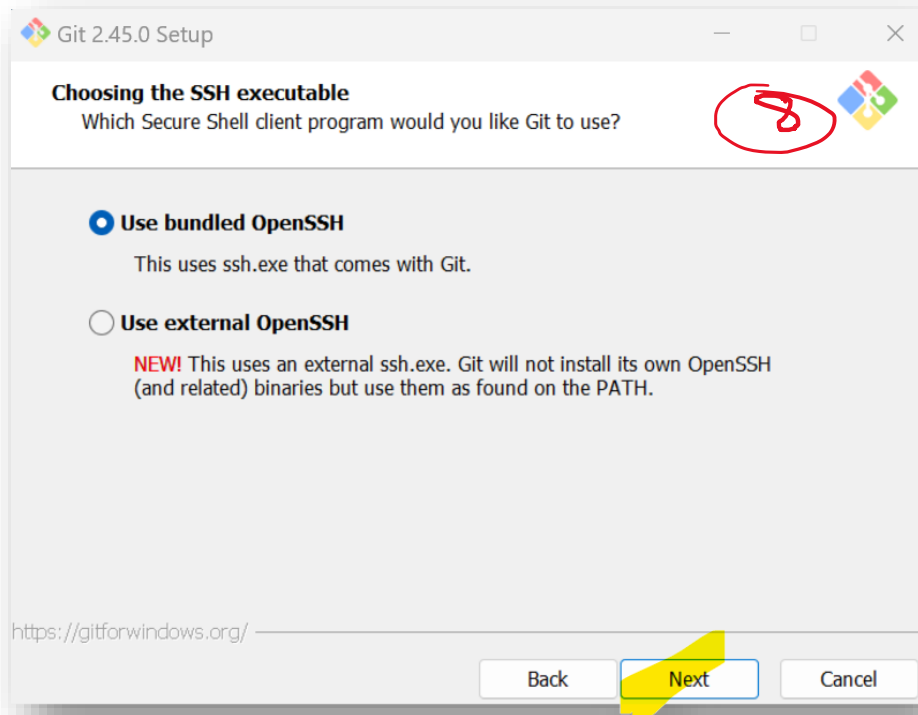 Git 2.45.0 Setup
Choosing the SSH executable
Which Secure Shell client program would you like Git to use?
8
Use bundled OpenSSH
This uses ssh.exe that comes with Git.
Use external OpenSSH
NEW! This uses an external ssh.exe. Git will not install its own OpenSSH
(and related) binaries but use them as found on the PATH.
https://gitforwindows.org/
Back Next Cancel